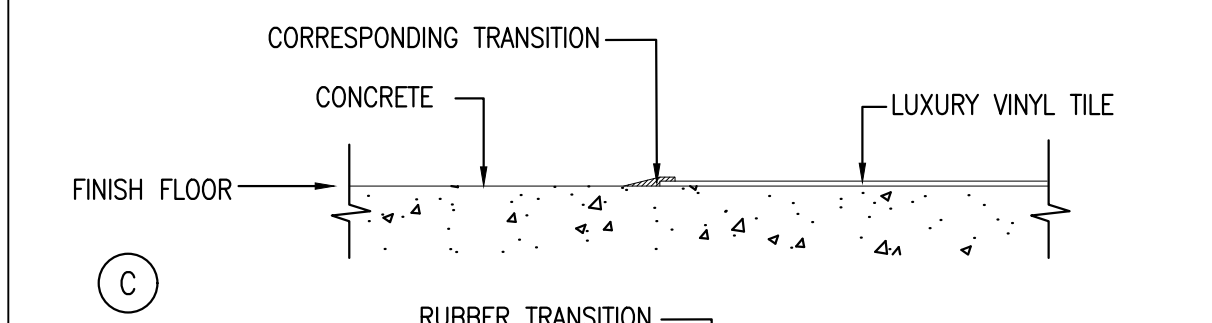 CORRESPONDING TRANSITION
CONCRETE
LUXURY VINYL TILE
FINISH FLOOR
C
RUBBER TRANSITION